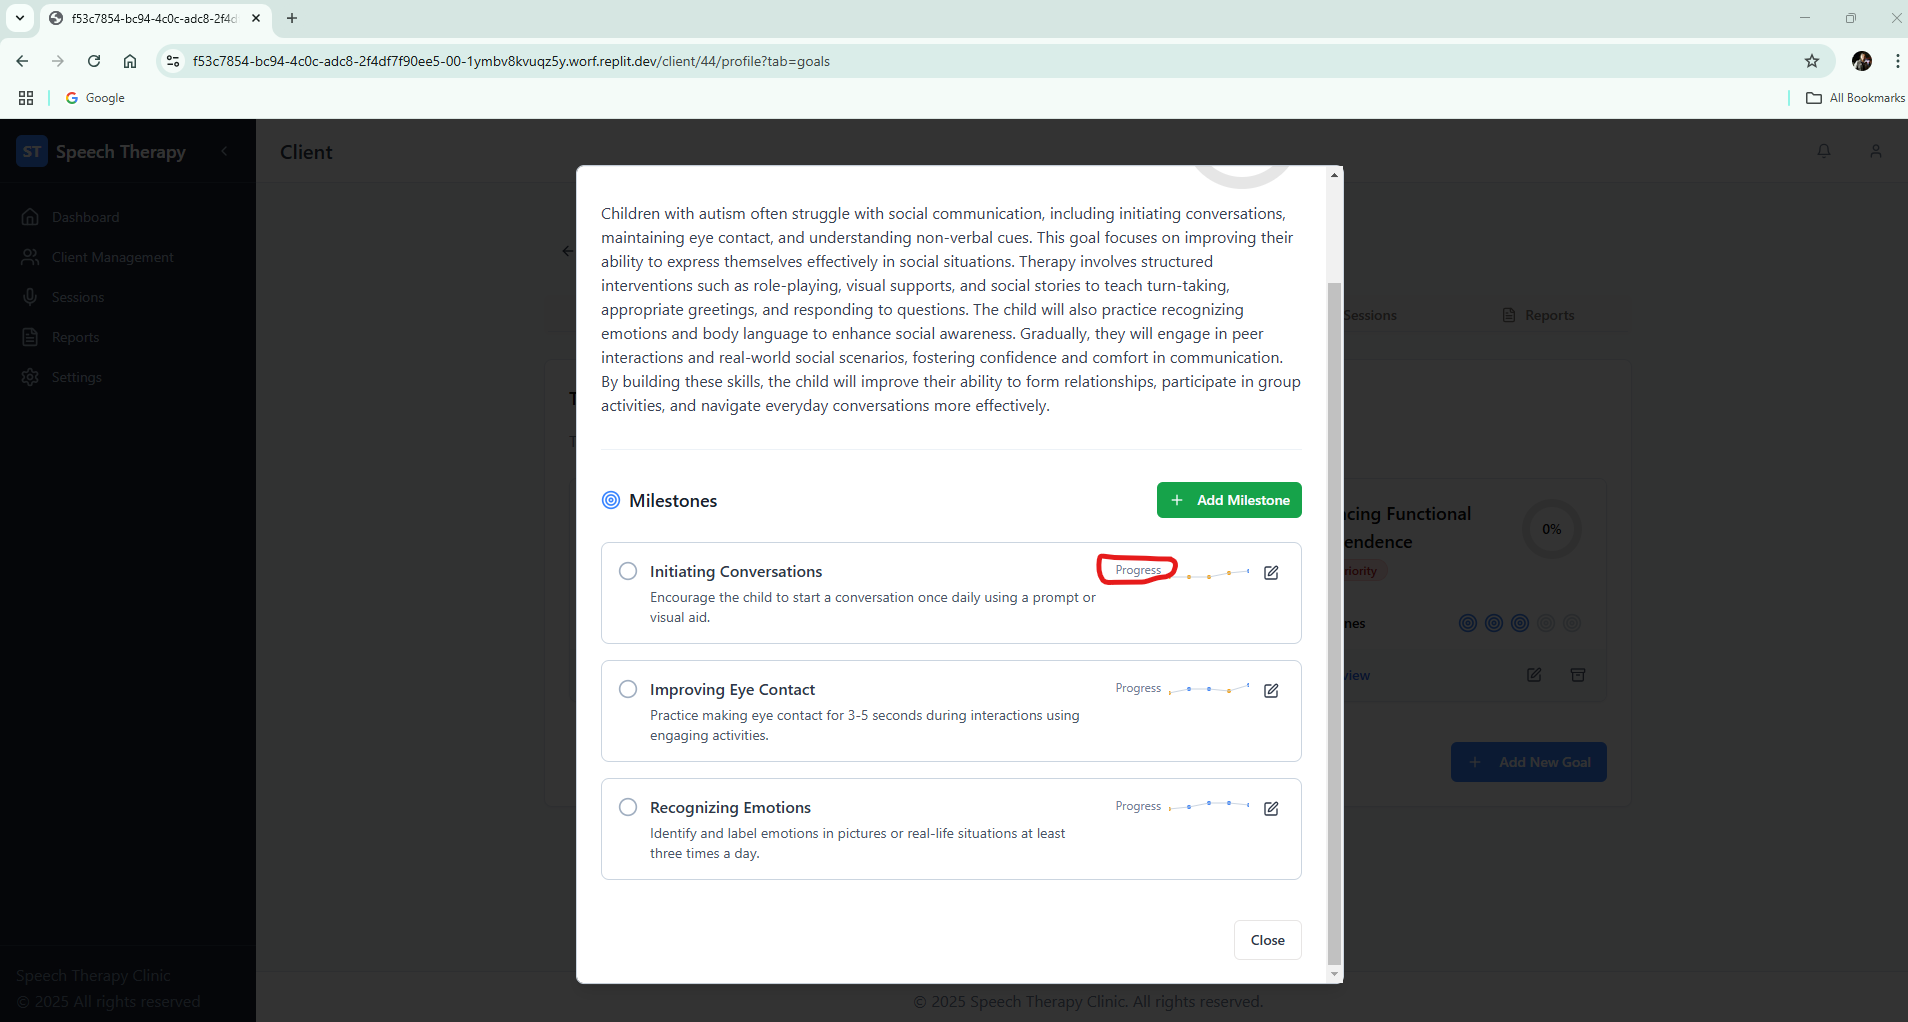 f53c7854-bc94-4c0c-adc8-2f4d
f53c7854-bc94-4c0c-adc8-2f4df7f90ee5-00-1ymbv8kvuqz5y.worf.replit.dev/client/44/profile?tab=goals
Google
All Bookmarks
ST Speech Therapy
Client
Dashboard
Client Management
Sessions
Reports
Settings
Speech Therapy Clinic
© 2025 All rights reserved
Children with autism often struggle with social communication, including initiating conversations,
maintaining eye contact, and understanding non-verbal cues. This goal focuses on improving their
ability to express themselves effectively in social situations. Therapy involves structured
interventions such as role-playing, visual supports, and social stories to teach turn-taking,
appropriate greetings, and responding to questions. The child will also practice recognizing
emotions and body language to enhance social awareness. Gradually, they will engage in peer
interactions and real-world social scenarios, fostering confidence and comfort in communication.
By building these skills, the child will improve their ability to form relationships, participate in group
activities, and navigate everyday conversations more effectively.
Milestones
+ Add Milestone
Initiating Conversations
Progress
Encourage the child to start a conversation once daily using a prompt or
visual aid.
Improving Eye Contact
Progress
Practice making eye contact for 3-5 seconds during interactions using
engaging activities.
Recognizing Emotions
Progress
Identify and label emotions in pictures or real-life situations at least
three times a day.
Close
Sessions
Reports
cing Functional
endence
0%
riority
nes
view
+ Add New Goal
© 2025 Speech Therapy Clinic. All rights reserved.